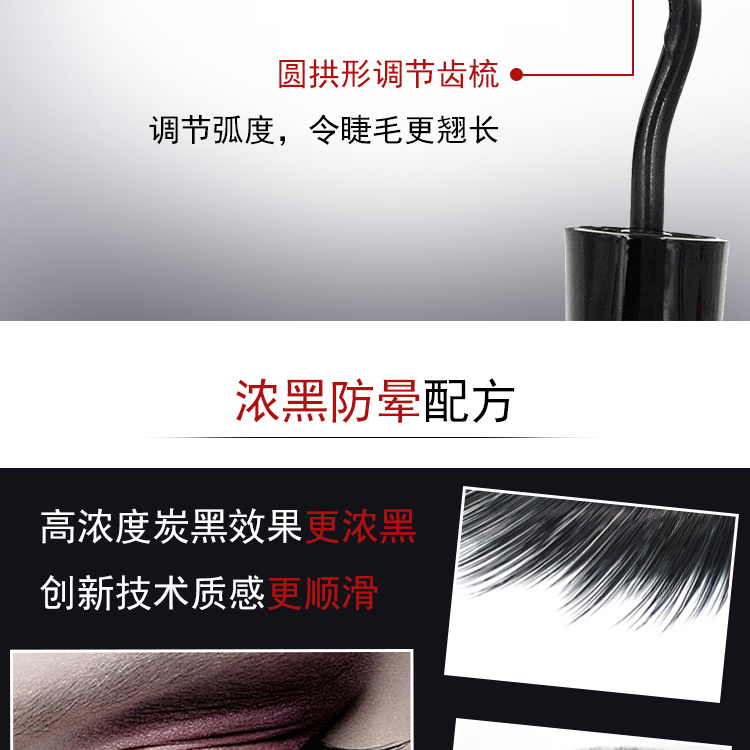 圆拱形调节齿梳
调节弧度，令睫毛更翘长
浓黑防晕配方
高浓度炭黑效果更浓黑
创新技术质感更顺滑